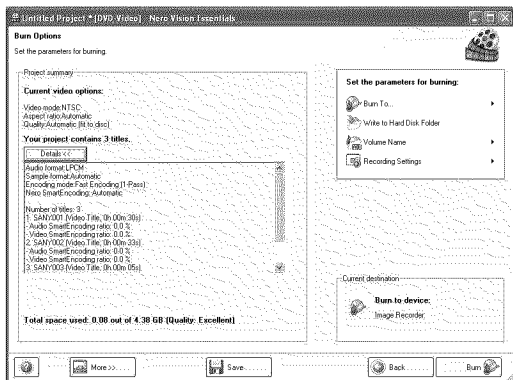 Untitled Project * [DVD-Video] - Nero Vision Essentials
Burn Options
Set the parameters for burning.
Project summary
Current video options:
Video mode:NTSC
Aspect ratio:Automatic
Quality:Automatic (fit to disc)
Your project contains 3 titles.
Details <<
Audio format:LPCM
Sample format:Automatic
Encoding mode:Fast Encoding (1-Pass)
Nero SmartEncoding: Automatic
Number of titles: 3
1. SANY001 (Video Title, 0h 00m 30s)
- Audio SmartEncoding ratio: 0.0 %
- Video SmartEncoding ratio: 0.0 %
2. SANY002 (Video Title, 0h 00m 33s)
- Audio SmartEncoding ratio: 0.0 %
- Video SmartEncoding ratio: 0.0 %
3. SANY003 (Video Title, 0h 00m 05s)
Total space used: 0.08 out of 4.38 GB (Quality: Excellent)
Set the parameters for burning:
Burn To...
Write to Hard Disk Folder
Volume Name
Recording Settings
Current destination
Burn to device:
Image Recorder
More >>
Save
Back
Burn